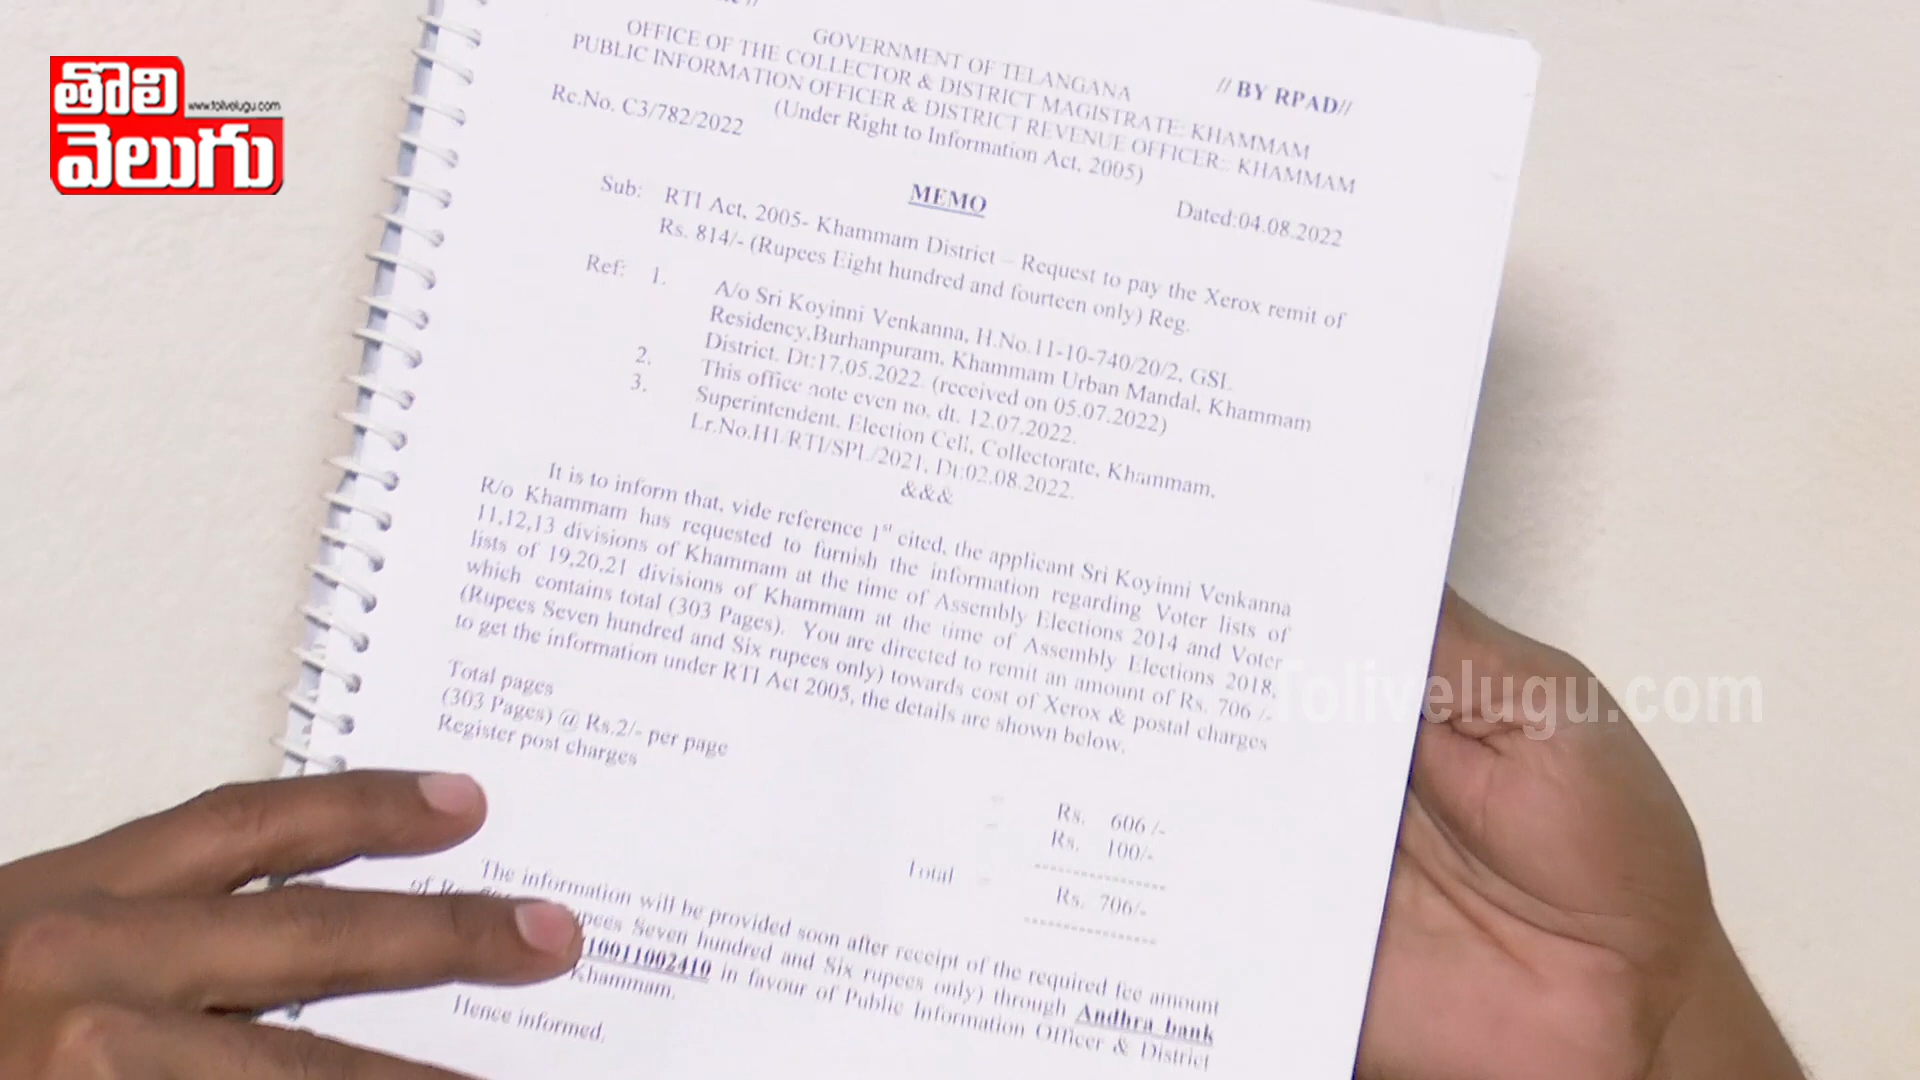 తొలి
www.tolivelugu.com
వెలుగు
GOVERNMENT OF TELANGANA
// BY RPAD//
OFFICE OF THE COLLECTOR & DISTRICT MAGISTRATE: KHAMMAM
PUBLIC INFORMATION OFFICER & DISTRICT REVENUE OFFICER:: KHAMMAM
(Under Right to Information Act, 2005)
Rc.No. C3/782/2022
Dated:04.08.2022
MEMO
Sub: RTI Act, 2005- Khammam District – Request to pay the Xerox remit of
Rs. 814/- (Rupees Eight hundred and fourteen only) Reg.
Ref: 1. A/o Sri Koyinni Venkanna, H.No.11-10-740/20/2, GSL
Residency,Burhanpuram, Khammam Urban Mandal, Khammam
District. Dt:17.05.2022. (received on 05.07.2022)
2. This office note even no. dt. 12.07.2022.
3. Superintendent, Election Cell, Collectorate, Khammam,
Lr.No.H1/RTI/SPL/2021, Dt:02.08.2022.
&&&
It is to inform that, vide reference 1st cited, the applicant Sri Koyinni Venkanna
R/o Khammam has requested to furnish the information regarding Voter lists of
11,12,13 divisions of Khammam at the time of Assembly Elections 2014 and Voter
lists of 19,20,21 divisions of Khammam at the time of Assembly Elections 2018,
which contains total (303 Pages). You are directed to remit an amount of Rs. 706 /-
(Rupees Seven hundred and Six rupees only) towards cost of Xerox & postal charges
to get the information under RTI Act 2005, the details are shown below.
Tolivelugu.com
Total pages
(303 Pages) @ Rs.2/- per page
Register post charges
Rs. 606 /-
Rs. 100/-
Total - Rs. 706/-
The information will be provided soon after receipt of the required fee amount
of Rupees Seven hundred and Six rupees only) through Andhra bank
10011002410 in favour of Public Information Officer & District
Khammam.
Hence informed.